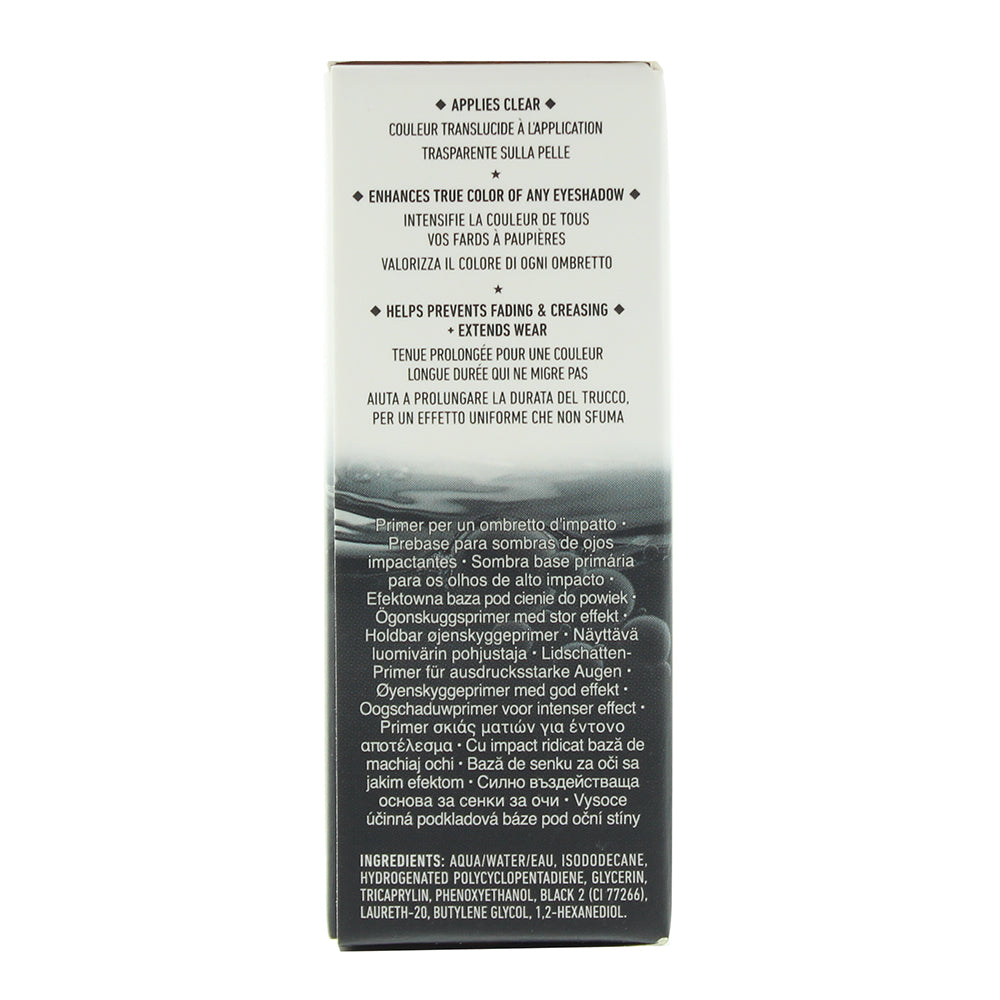 ◆ APPLIES CLEAR ◆
COULEUR TRANSLUCIDE À L'APPLICATION
TRASPARENTE SULLA PELLE
★
◆ ENHANCES TRUE COLOR OF ANY EYESHADOW ◆
INTENSIFIE LA COULEUR DE TOUS
VOS FARDS À PAUPIÈRES
VALORIZZA IL COLORE DI OGNI OMBRETTO
★
◆ HELPS PREVENTS FADING & CREASING ◆
+ EXTENDS WEAR
TENUE PROLONGÉE POUR UNE COULEUR
LONGUE DURÉE QUI NE MIGRE PAS
AIUTA A PROLUNGARE LA DURATA DEL TRUCCO,
PER UN EFFETTO UNIFORME CHE NON SFUMA
Primer per un ombretto d'impatto •
Prebase para sombras de ojos
impactantes • Sombra base primária
para os olhos de alto impacto •
Efektowna baza pod cienie do powiek •
Ögonskuggsprimer med stor effekt •
Holdbar øjenskyggeprimer • Näyttävä
luomivärin pohjustaja • Lidschatten-
Primer für ausdrucksstarke Augen •
Øyenskyggeprimer med god effekt •
Oogschaduwprimer voor intenser effect •
Primer σκιάς ματιών για έντονο
αποτέλεσμα • Cu impact ridicat bază de
machiaj ochi • Bază de senku za oči sa
jakim efektom • Силно въздействаща
основа за сенки за очи • Vysoce
účinná podkladová báze pod oční stíny
INGREDIENTS: AQUA/WATER/EAU, ISODODECANE,
HYDROGENATED POLYCYCLOPENTADIENE, GLYCERIN,
TRICAPRYLIN, PHENOXYETHANOL, BLACK 2 (CI 77266),
LAURETH-20, BUTYLENE GLYCOL, 1,2-HEXANEDIOL.